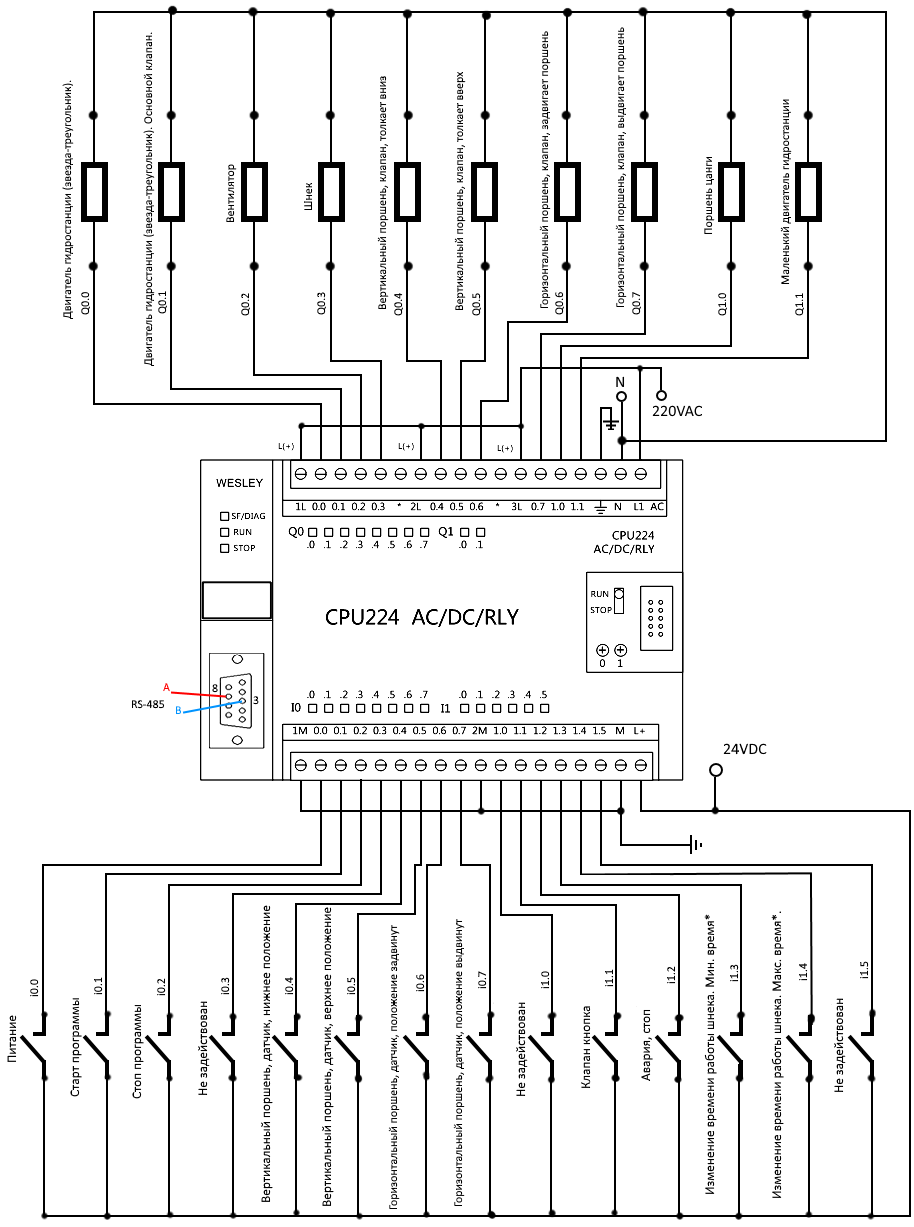 Двигатель гидростанции (звезда-треугольник).
Двигатель гидростанции (звезда-треугольник). Основной клапан.
Вентилятор
Шнек
Вертикальный поршень, клапан, толкает вниз
Вертикальный поршень, клапан, толкает вверх
Горизонтальный поршень, клапан, задвигает поршень
Горизонтальный поршень, клапан, выдвигает поршень
Поршень цанги
Маленький двигатель гидростанции
Q0.0
Q0.1
Q0.2
Q0.3
Q0.4
Q0.5
Q0.6
Q0.7
Q1.0
Q1.1
N
220VAC
L(+)
L(+)
L(+)
WESLEY
1L 0.0 0.1 0.2 0.3 * 2L 0.4 0.5 0.6 * 3L 0.7 1.0 1.1 N L1 AC
SF/DIAG
RUN
STOP
Q0
.0 .1 .2 .3 .4 .5 .6 .7
Q1
.0 .1
CPU224
AC/DC/RLY
CPU224 AC/DC/RLY
RUN
STOP
0 1
RS-485
A
B
8
3
.0 .1 .2 .3 .4 .5 .6 .7
I0
.0 .1 .2 .3 .4 .5
I1
1M 0.0 0.1 0.2 0.3 0.4 0.5 0.6 0.7 2M 1.0 1.1 1.2 1.3 1.4 1.5 M L+
24VDC
i0.0
i0.1
i0.2
i0.3
i0.4
i0.5
i0.6
i0.7
i1.0
i1.1
i1.2
i1.3
i1.4
i1.5
Питание
Старт программы
Стоп программы
Не задействован
Вертикальный поршень, датчик, нижнее положение
Вертикальный поршень, датчик, верхнее положение
Горизонтальный поршень, датчик, положение задвинут
Горизонтальный поршень, датчик, положение выдвинут
Не задействован
Клапан кнопка
Авария, стоп
Изменение времени работы шнека. Мин. время*
Изменение времени работы шнека. Макс. время*.
Не задействован